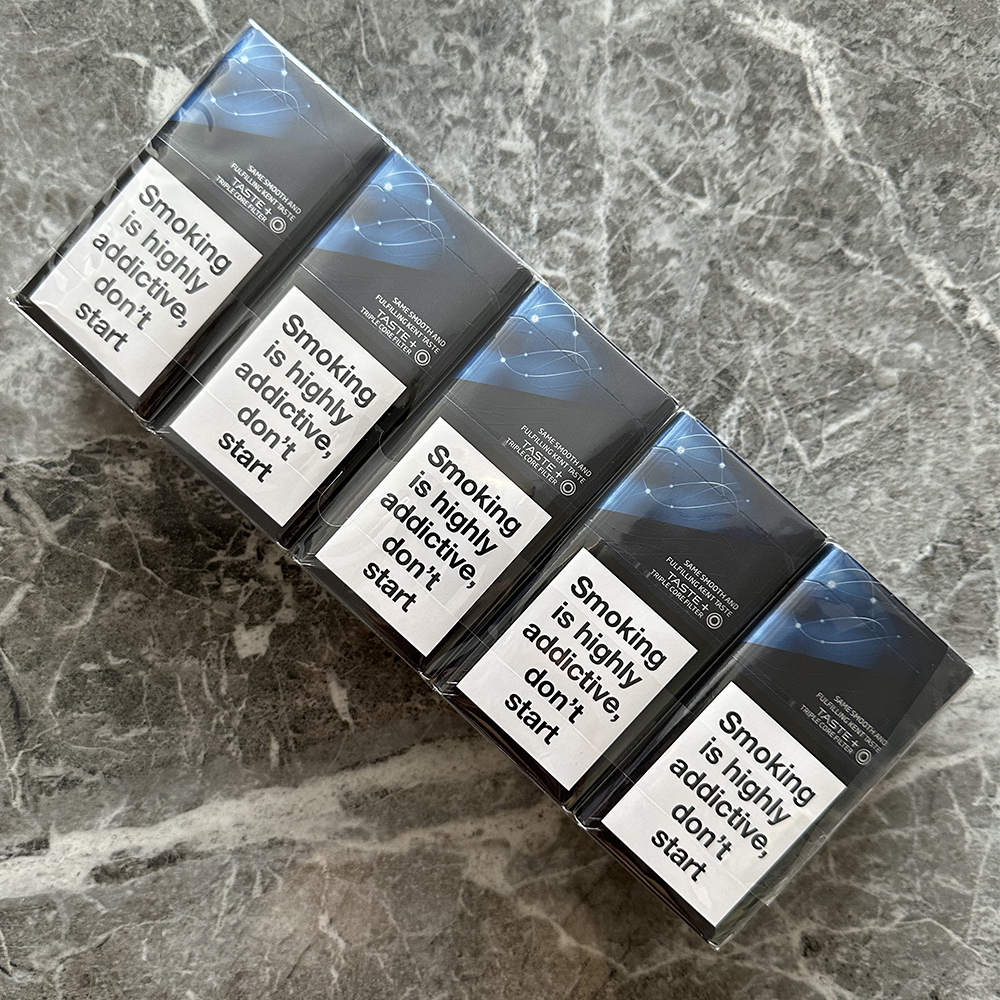 SAME SMOOTH AND
FULFILLING KENT TASTE
TASTE+
TRIPLE CORE FILTER
Smoking
is highly
addictive,
don't
start
SAME SMOOTH AND
FULFILLING KENT TASTE
TASTE+
TRIPLE CORE FILTER
Smoking
is highly
addictive,
don't
start
SAME SMOOTH AND
FULFILLING KENT TASTE
TASTE+
TRIPLE CORE FILTER
Smoking
is highly
addictive,
don't
start
SAME SMOOTH AND
FULFILLING KENT TASTE
TASTE+
TRIPLE CORE FILTER
Smoking
is highly
addictive,
don't
start
SAME SMOOTH AND
FULFILLING KENT TASTE
TASTE+
TRIPLE CORE FILTER
Smoking
is highly
addictive,
don't
start